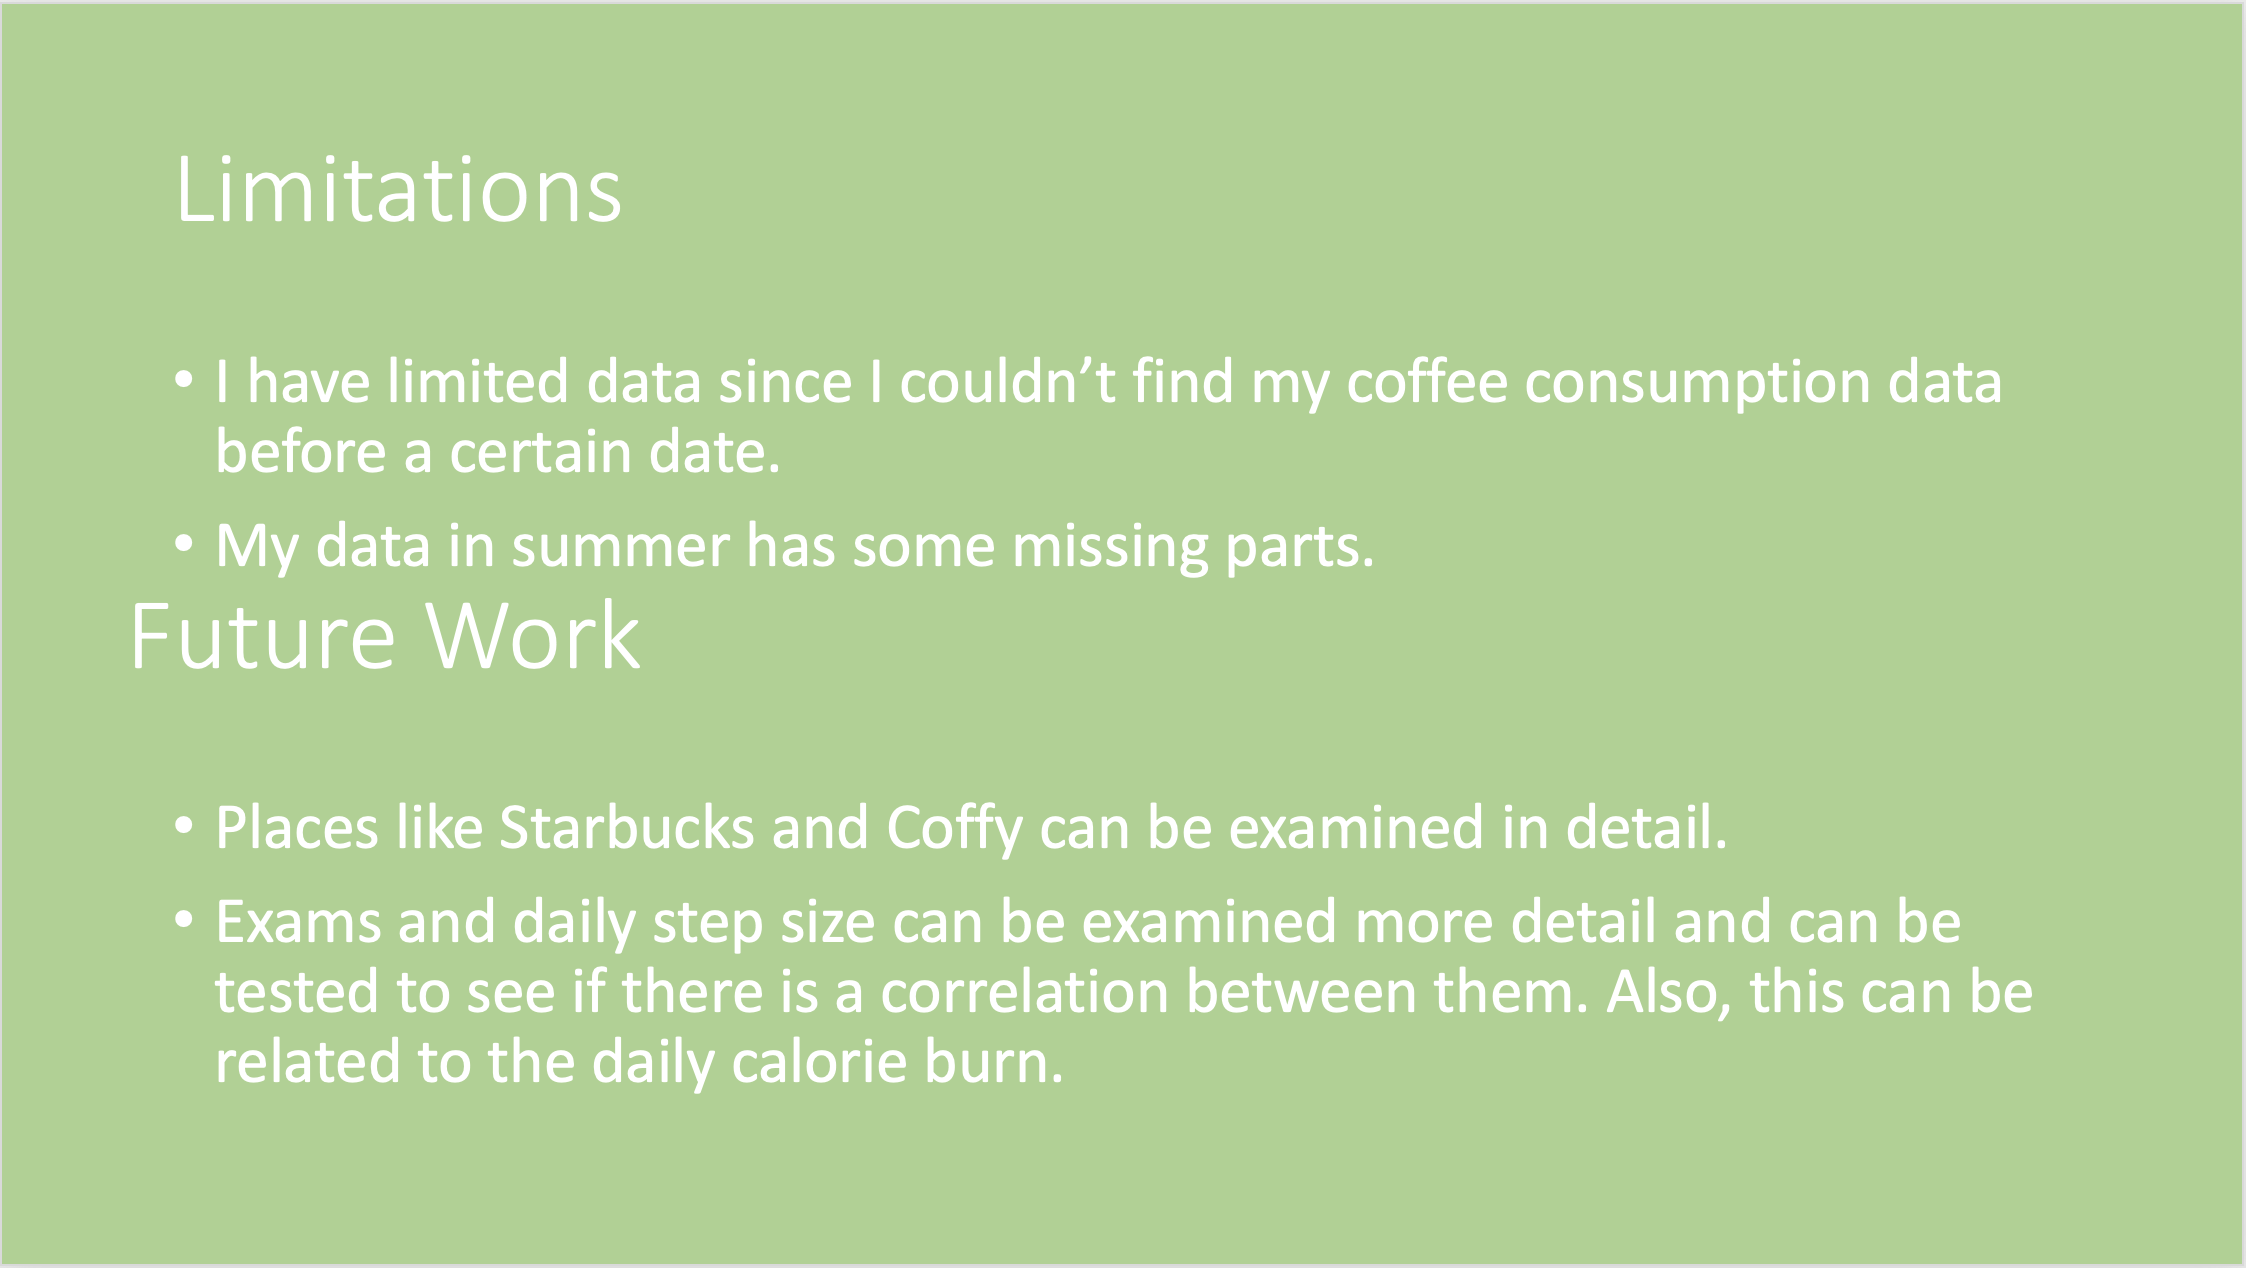 Limitations
• I have limited data since I couldn’t find my coffee consumption data
before a certain date.
• My data in summer has some missing parts.
Future Work
• Places like Starbucks and Coffy can be examined in detail.
• Exams and daily step size can be examined more detail and can be
tested to see if there is a correlation between them. Also, this can be
related to the daily calorie burn.